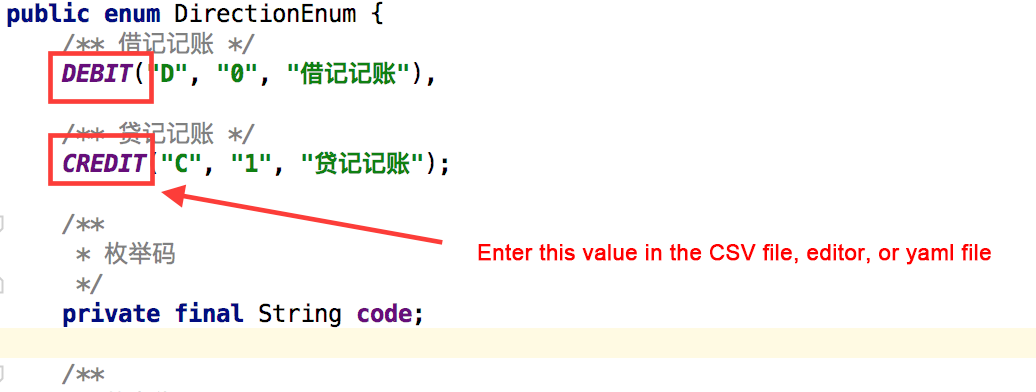 public enum DirectionEnum {
/** 借记记账 */
DEBIT("D", "0", "借记记账"),
/** 贷记记账 */
CREDIT("C", "1", "贷记记账");
/**
* 枚举码
Enter this value in the CSV file, editor, or yaml file
*/
private final String code;
/**